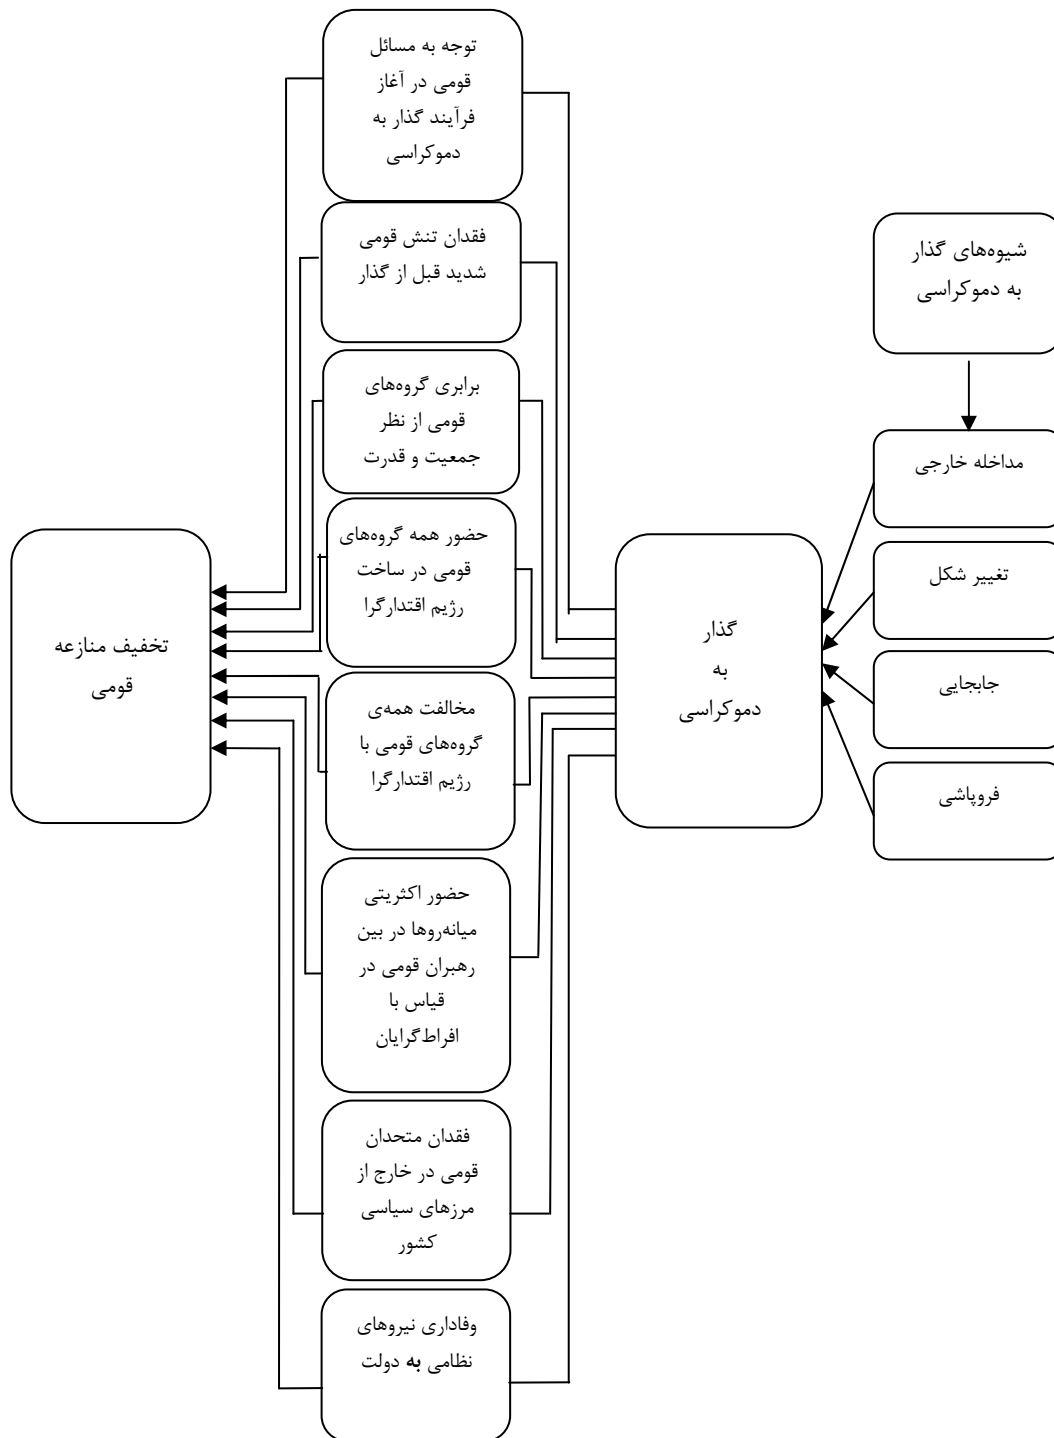 شیوه‌های گذار
به دموکراسی
مداخله خارجی
تغییر شکل
جابجایی
فروپاشی
گذار
به
دموکراسی
توجه به مسائل
قومی در آغاز
فرآیند گذار به
دموکراسی
فقدان تنش قومی
شدید قبل از گذار
برابری گروه‌های
قومی از نظر
جمعیت و قدرت
حضور همه گروه‌های
قومی در ساخت
رژیم اقتدارگرا
مخالفت همه‌ی
گروه‌های قومی با
رژیم اقتدارگرا
حضور اکثریتی
میانه‌روها در بین
رهبران قومی در
قیاس با
افراط‌گرایان
فقدان متحدان
قومی در خارج از
مرزهای سیاسی
کشور
وفاداری نیروهای
نظامی به دولت
تخفیف منازعه
قومی